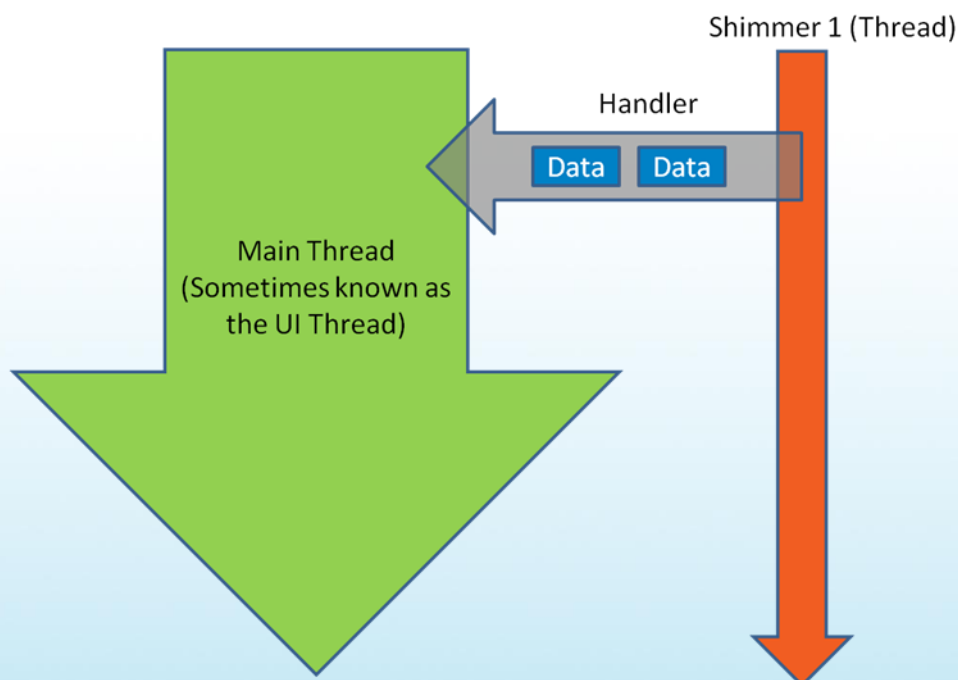 Shimmer 1 (Thread)
Handler
Data Data
Main Thread
(Sometimes known as
the UI Thread)